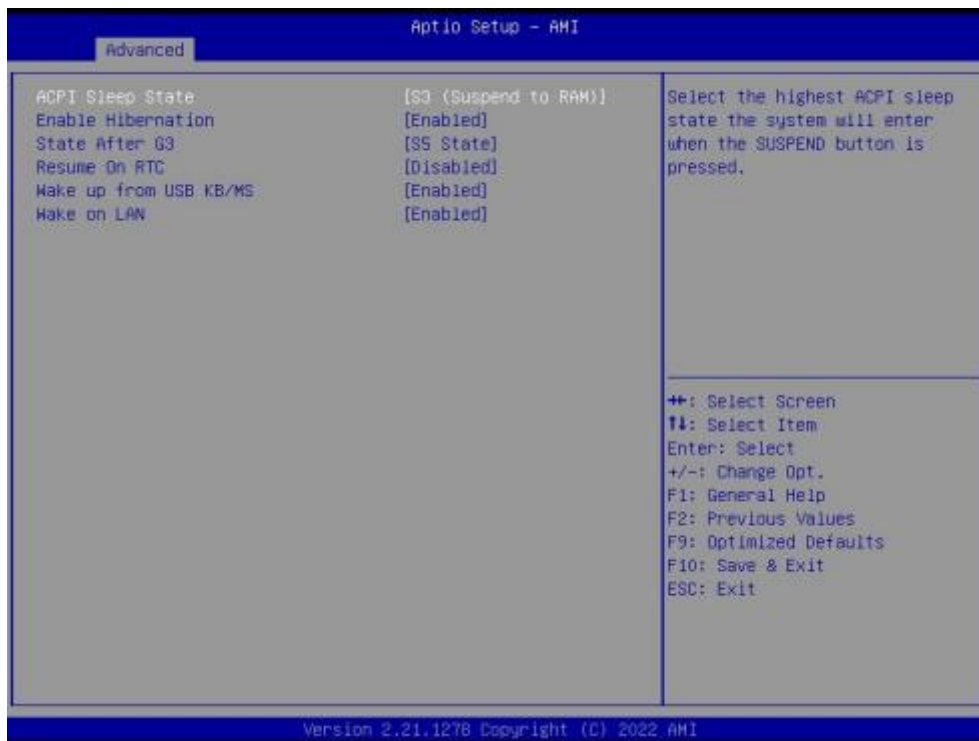 Aptio Setup - AMI
Advanced
ACPI Sleep State [S3 (Suspend to RAM)]
Enable Hibernation [Enabled]
State After G3 [S5 State]
Resume On RTC [Disabled]
Wake up from USB KB/MS [Enabled]
Wake on LAN [Enabled]
Select the highest ACPI sleep
state the system will enter
when the SUSPEND button is
pressed.
→←: Select Screen
↑↓: Select Item
Enter: Select
+/-: Change Opt.
F1: General Help
F2: Previous Values
F9: Optimized Defaults
F10: Save & Exit
ESC: Exit
Version 2.21.1278 Copyright (C) 2022 AMI